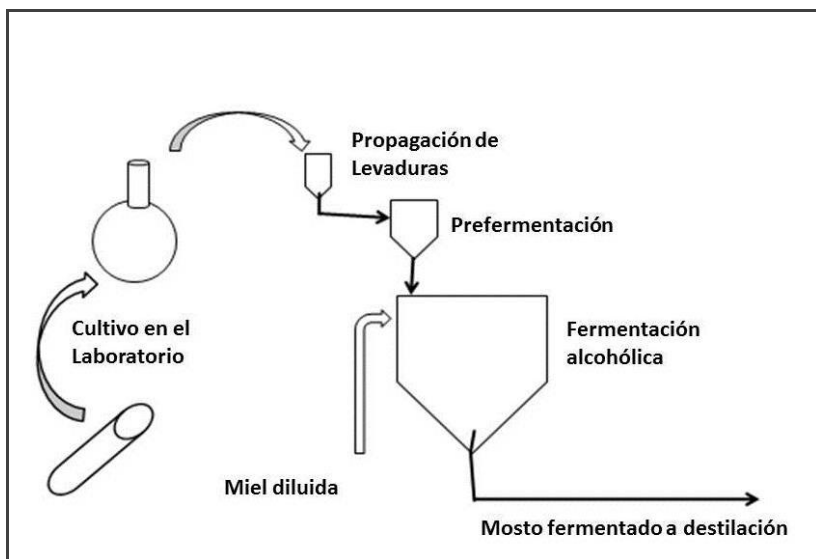 Propagación de
Levaduras
Prefermentación
Cultivo en el
Laboratorio
Fermentación
alcohólica
Miel diluida
Mosto fermentado a destilación